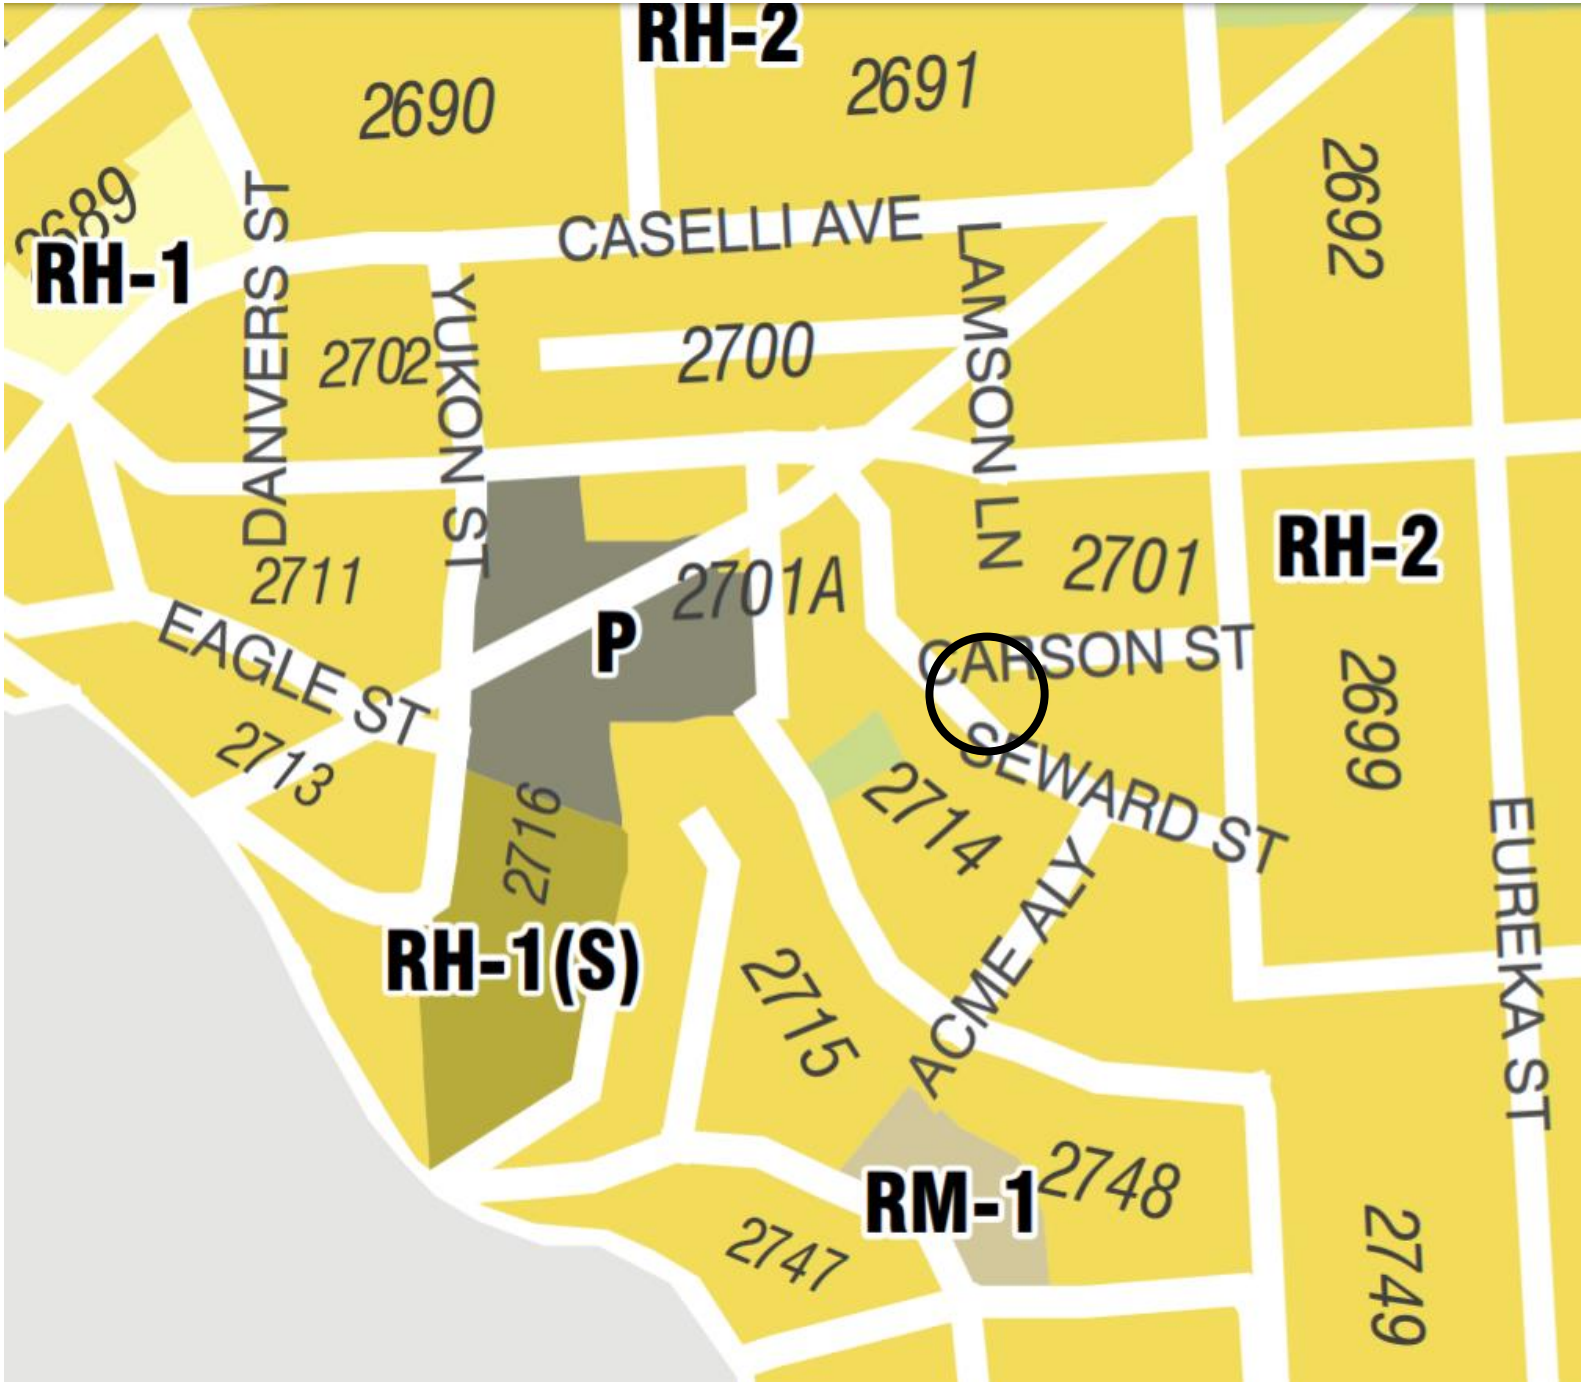 RH-2
2690
2691
2692
2689
RH-1
DANVERS ST
CASELLI AVE
LAMSON LN
YUKON ST
2702
2700
2711
2701A
2701
RH-2
P
EAGLE ST
CARSON ST
2699
2713
SEWARD ST
2714
2716
ACME ALY
EUREKA ST
RH-1(S)
2715
RM-1
2748
2747
2749